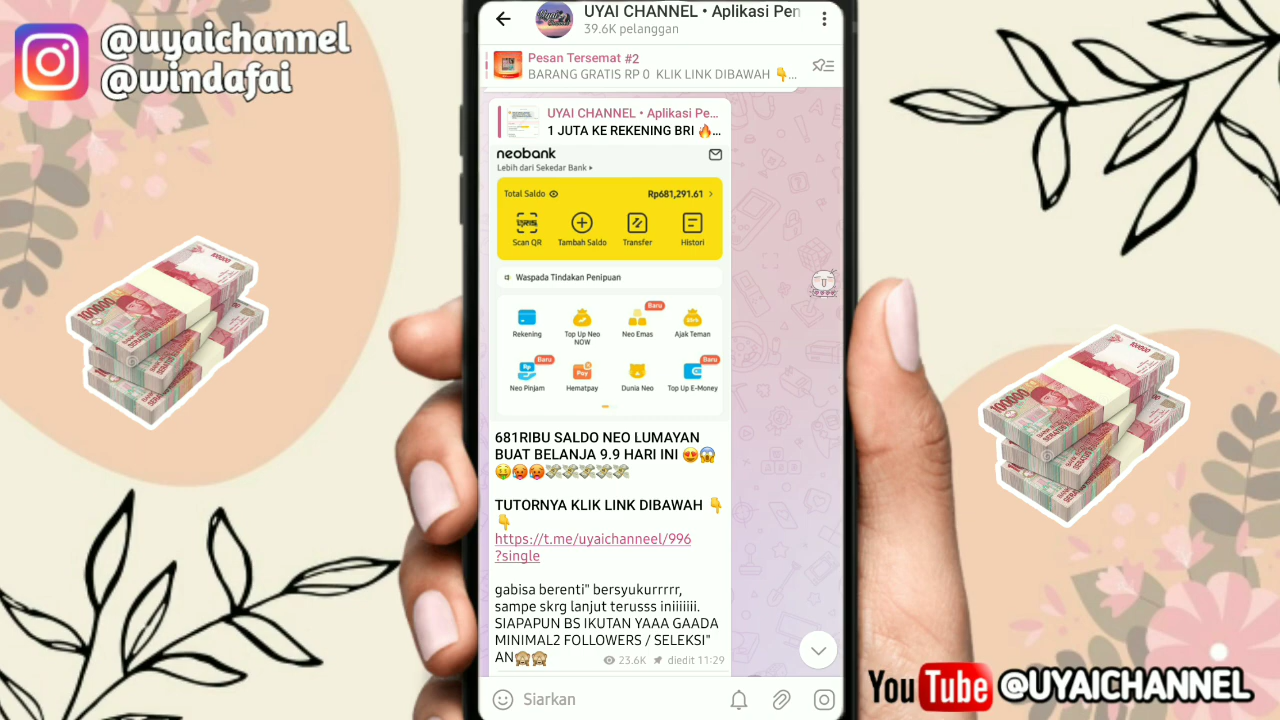 @uyaichannel
@windafai
UYAI CHANNEL • Aplikasi Pen
39.6K pelanggan
Pesan Tersemat #2
BARANG GRATIS RP 0 KLIK LINK DIBAWAH 👇...
UYAI CHANNEL • Aplikasi Pe...
1 JUTA KE REKENING BRI 🔥...
neobank
Lebih dari Sekedar Bank
Total Saldo
Rp681,291.61
Scan QR
Tambah Saldo
Transfer
Histori
Waspada Tindakan Penipuan
Rekening
Top Up Neo NOW
Baru
Neo Emas
Ajak Teman
Baru
Neo Pinjam
Hematpay
Dunia Neo
Baru
Top Up E-Money
681RIBU SALDO NEO LUMAYAN
BUAT BELANJA 9.9 HARI INI 😍😱
🤑🥵🥵💸💸💸💸💸
TUTORNYA KLIK LINK DIBAWAH 👇
👇
https://t.me/uyaichanneel/996
?single
gabisa berenti" bersyukurrrrr,
sampe skrg lanjut terusss iniiiiiii.
SIAPAPUN BS IKUTAN YAAA GAADA
MINIMAL2 FOLLOWERS / SELEKSI"
AN🙈🙈
23.6K
diedit 11:29
Siarkan
100000
100000
YouTube @UYAICHANNEL